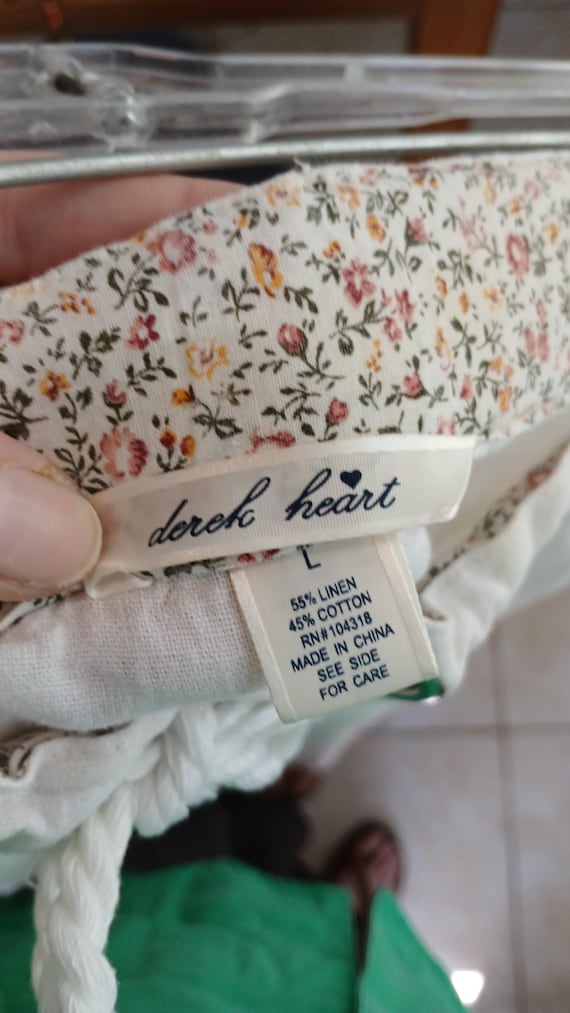 derek heart
L
55% LINEN
45% COTTON
RN#104318
MADE IN CHINA
SEE SIDE
FOR CARE